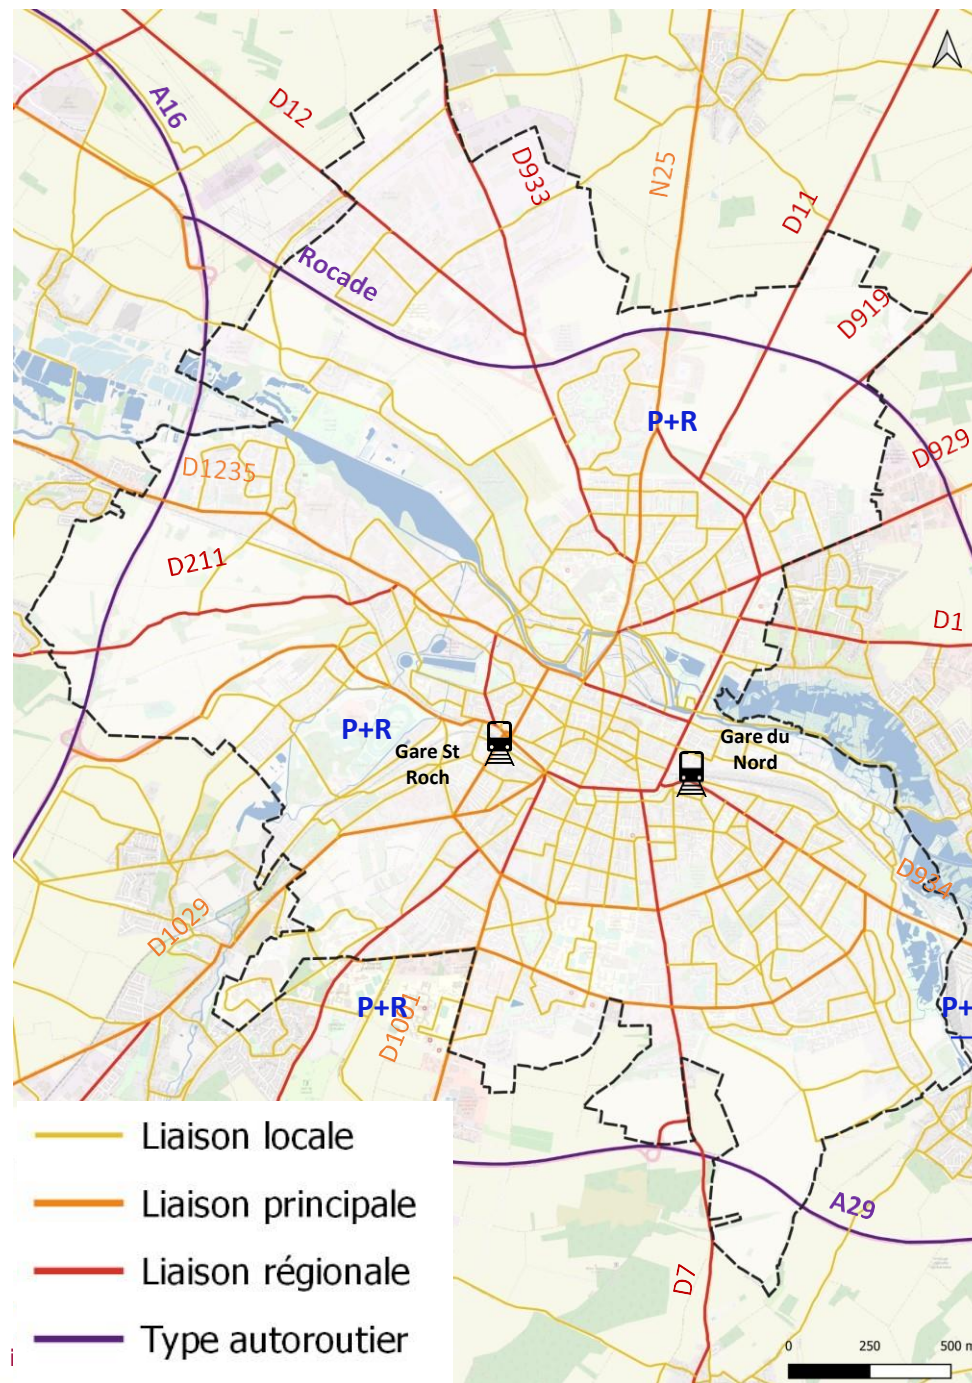 A16
D12
D933
N25
D11
Rocade
D919
P+R
D929
D1235
D211
D1
P+R
Gare St
Roch
Gare du
Nord
D934
D1029
P+R
D1001
P+
Liaison locale
Liaison principale
Liaison régionale
Type autoroutier
A29
D7
0 250 500 m
i